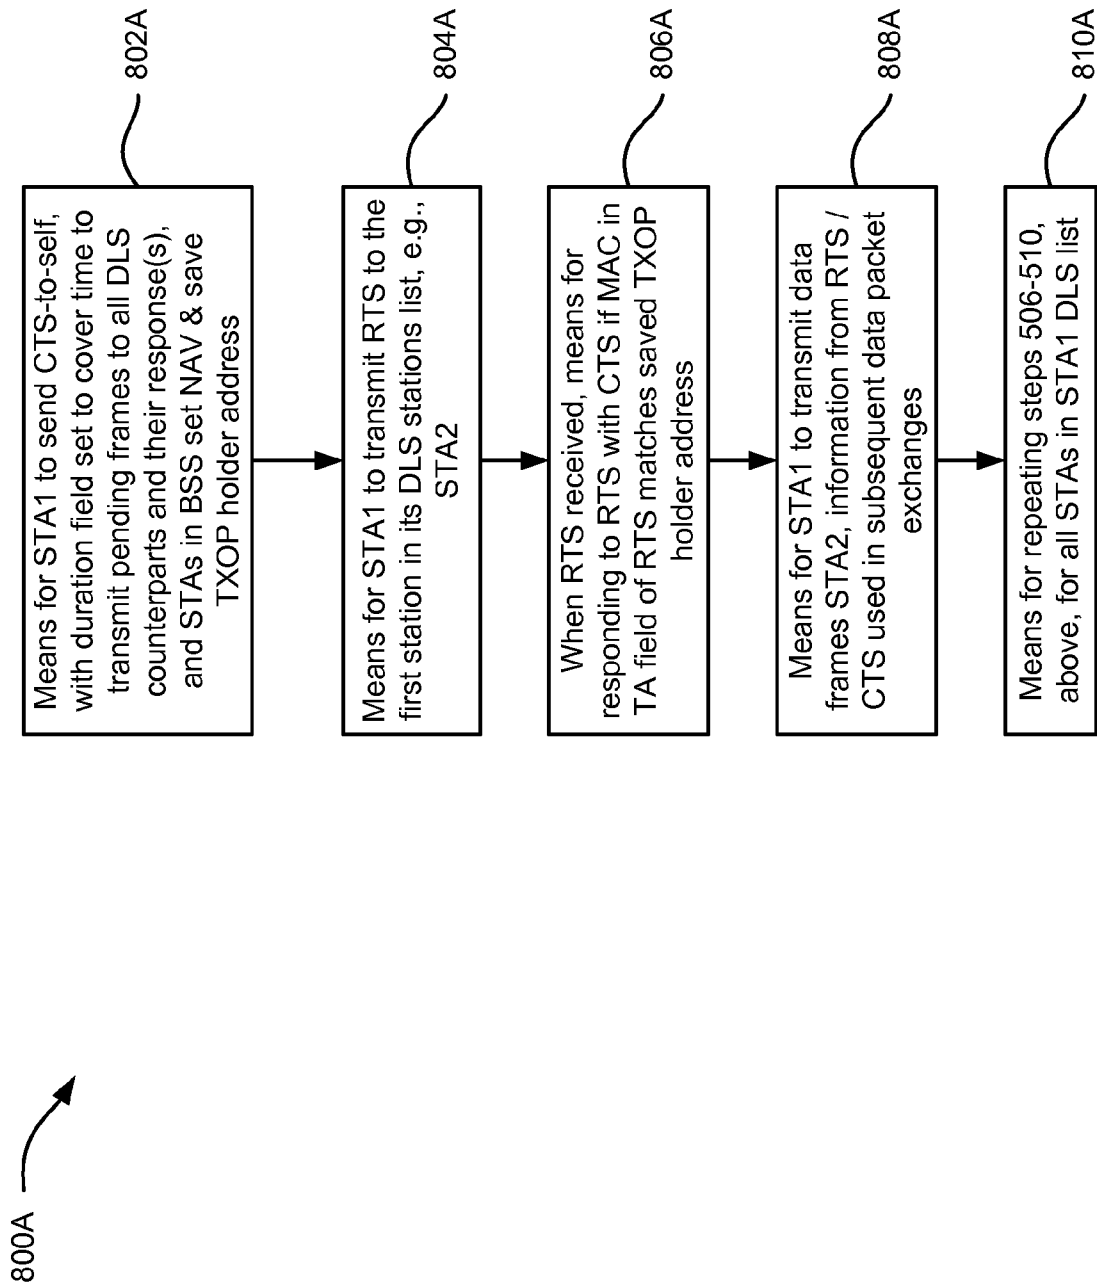 800A
Means for STA1 to send CTS-to-self,
with duration field set to cover time to
transmit pending frames to all DLS
counterparts and their response(s),
and STAs in BSS set NAV & save
TXOP holder address
802A
Means for STA1 to transmit RTS to the
first station in its DLS stations list, e.g.,
STA2
804A
When RTS received, means for
responding to RTS with CTS if MAC in
TA field of RTS matches saved TXOP
holder address
806A
Means for STA1 to transmit data
frames STA2, information from RTS /
CTS used in subsequent data packet
exchanges
808A
Means for repeating steps 506-510,
above, for all STAs in STA1 DLS list
810A